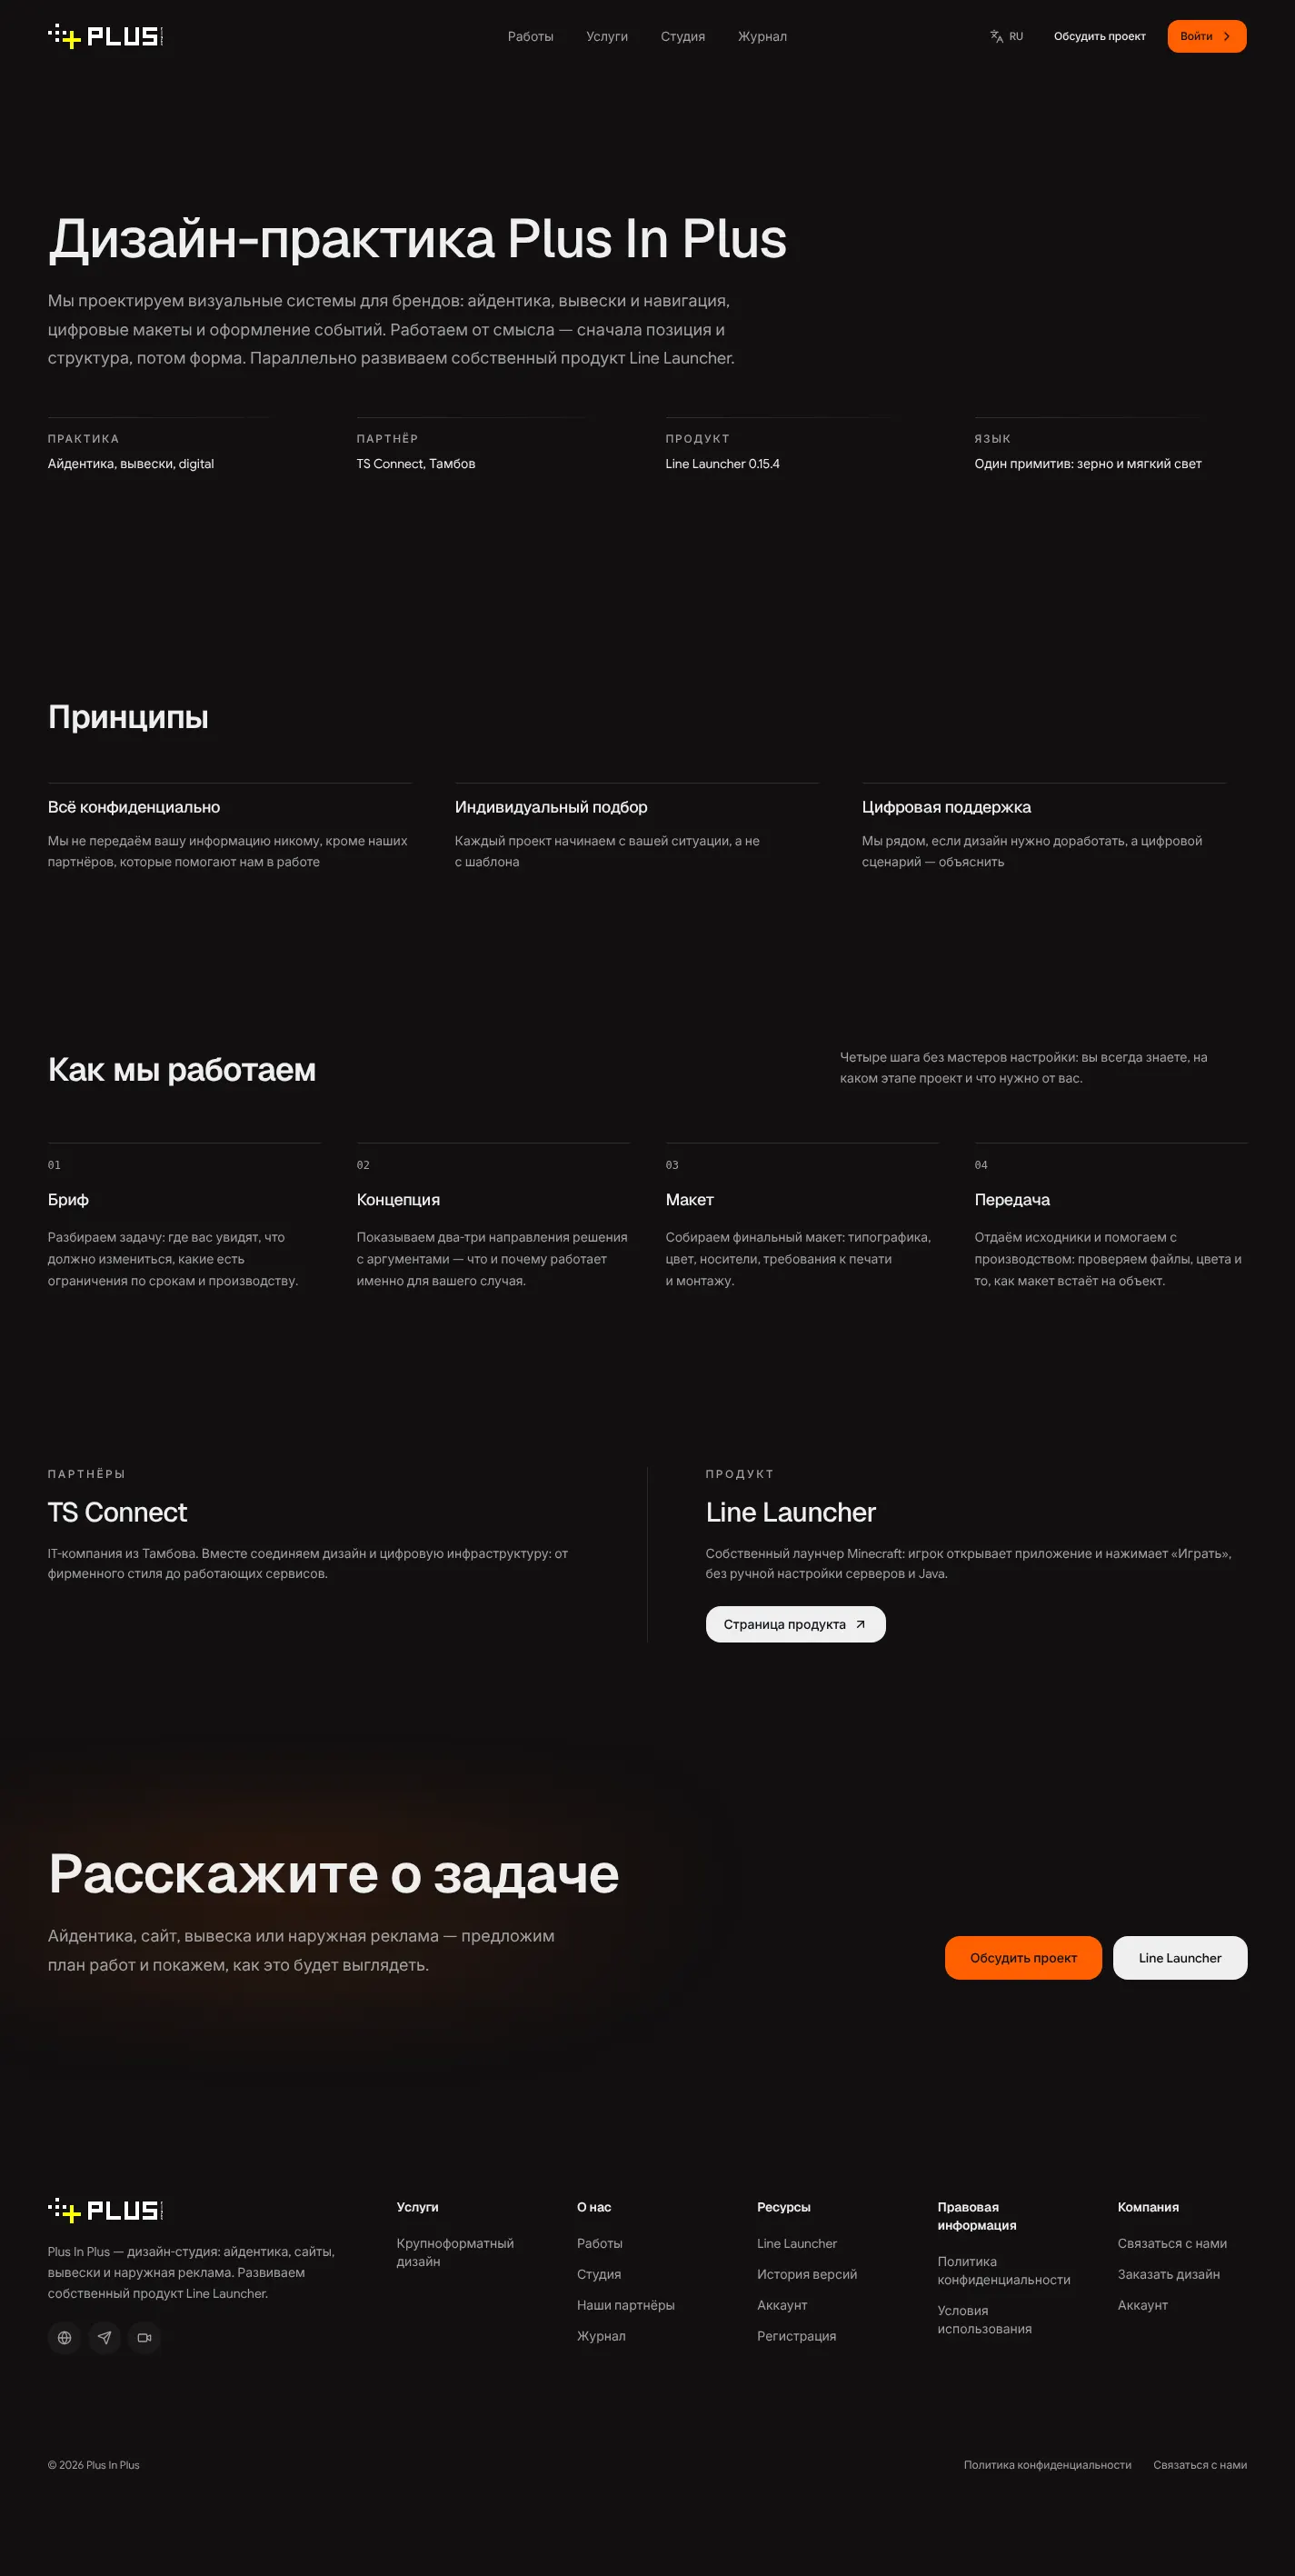 PLUS
Работы
Услуги
Студия
Журнал
RU
Обсудить проект
Войти
Дизайн-практика Plus In Plus
Мы проектируем визуальные системы для брендов: айдентика, вывески и навигация,
цифровые макеты и оформление событий. Работаем от смысла — сначала позиция и
структура, потом форма. Параллельно развиваем собственный продукт Line Launcher.
ПРАКТИКА
Айдентика, вывески, digital
ПАРТНЁР
TS Connect, Тамбов
ПРОДУКТ
Line Launcher 0.15.4
ЯЗЫК
Один примитив: зерно и мягкий свет
Принципы
Всё конфиденциально
Мы не передаём вашу информацию никому, кроме наших
партнёров, которые помогают нам в работе
Индивидуальный подбор
Каждый проект начинаем с вашей ситуации, а не
с шаблона
Цифровая поддержка
Мы рядом, если дизайн нужно доработать, а цифровой
сценарий — объяснить
Как мы работаем
Четыре шага без мастеров настройки: вы всегда знаете, на
каком этапе проект и что нужно от вас.
01
Бриф
Разбираем задачу: где вас увидят, что
должно измениться, какие есть
ограничения по срокам и производству.
02
Концепция
Показываем два-три направления решения
с аргументами — что и почему работает
именно для вашего случая.
03
Макет
Собираем финальный макет: типографика,
цвет, носители, требования к печати
и монтажу.
04
Передача
Отдаём исходники и помогаем с
производством: проверяем файлы, цвета и
то, как макет встаёт на объект.
ПАРТНЁРЫ
TS Connect
IT-компания из Тамбова. Вместе соединяем дизайн и цифровую инфраструктуру: от
фирменного стиля до работающих сервисов.
ПРОДУКТ
Line Launcher
Собственный лаунчер Minecraft: игрок открывает приложение и нажимает «Играть»,
без ручной настройки серверов и Java.
Страница продукта
Расскажите о задаче
Айдентика, сайт, вывеска или наружная реклама — предложим
план работ и покажем, как это будет выглядеть.
Обсудить проект
Line Launcher
PLUS
Plus In Plus — дизайн-студия: айдентика, сайты,
вывески и наружная реклама. Развиваем
собственный продукт Line Launcher.
Услуги
Крупноформатный
дизайн
О нас
Работы
Студия
Наши партнёры
Журнал
Ресурсы
Line Launcher
История версий
Аккаунт
Регистрация
Правовая
информация
Политика
конфиденциальности
Условия
использования
Компания
Связаться с нами
Заказать дизайн
Аккаунт
© 2026 Plus In Plus
Политика конфиденциальности
Связаться с нами